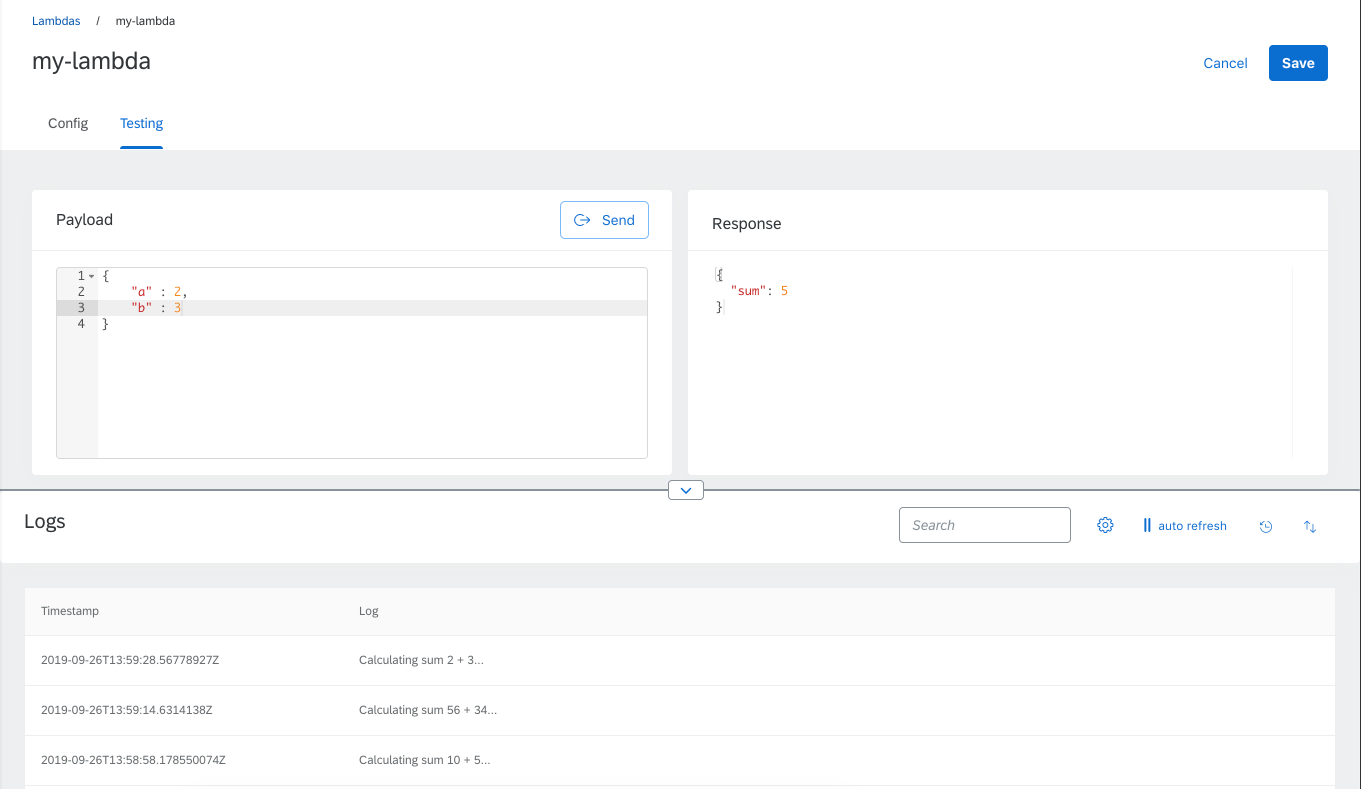 Lambdas / my-lambda
my-lambda
Cancel
Save
Config
Testing
Payload
Send
1 {
2 "a" : 2,
3 "b" : 3
4 }
Response
{
"sum": 5
}
Logs
Search
auto refresh
Timestamp Log
2019-09-26T13:59:28.56778927Z Calculating sum 2 + 3...
2019-09-26T13:59:14.6314138Z Calculating sum 56 + 34...
2019-09-26T13:58:58.178550074Z Calculating sum 10 + 5...